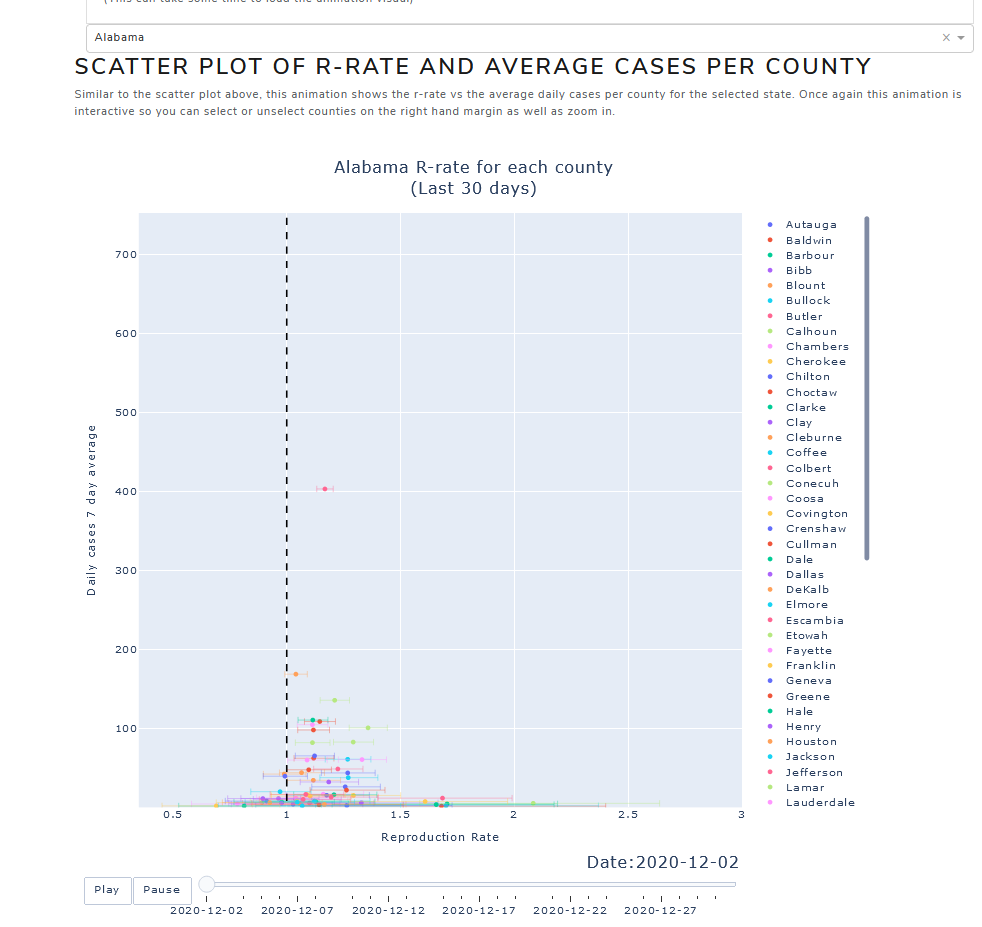 (This can take some time to load the animation visual)
Alabama
SCATTER PLOT OF R-RATE AND AVERAGE CASES PER COUNTY
Similar to the scatter plot above, this animation shows the r-rate vs the average daily cases per county for the selected state. Once again this animation is
interactive so you can select or unselect counties on the right hand margin as well as zoom in.
Alabama R-rate for each county
(Last 30 days)
700
600
500
400
300
200
100
Daily cases 7 day average
0.5
1
1.5
2
2.5
3
Reproduction Rate
Autauga
Baldwin
Barbour
Bibb
Blount
Bullock
Butler
Calhoun
Chambers
Cherokee
Chilton
Choctaw
Clarke
Clay
Cleburne
Coffee
Colbert
Conecuh
Coosa
Covington
Crenshaw
Cullman
Dale
Dallas
DeKalb
Elmore
Escambia
Etowah
Fayette
Franklin
Geneva
Greene
Hale
Henry
Houston
Jackson
Jefferson
Lamar
Lauderdale
Date:2020-12-02
Play
Pause
2020-12-02
2020-12-07
2020-12-12
2020-12-17
2020-12-22
2020-12-27